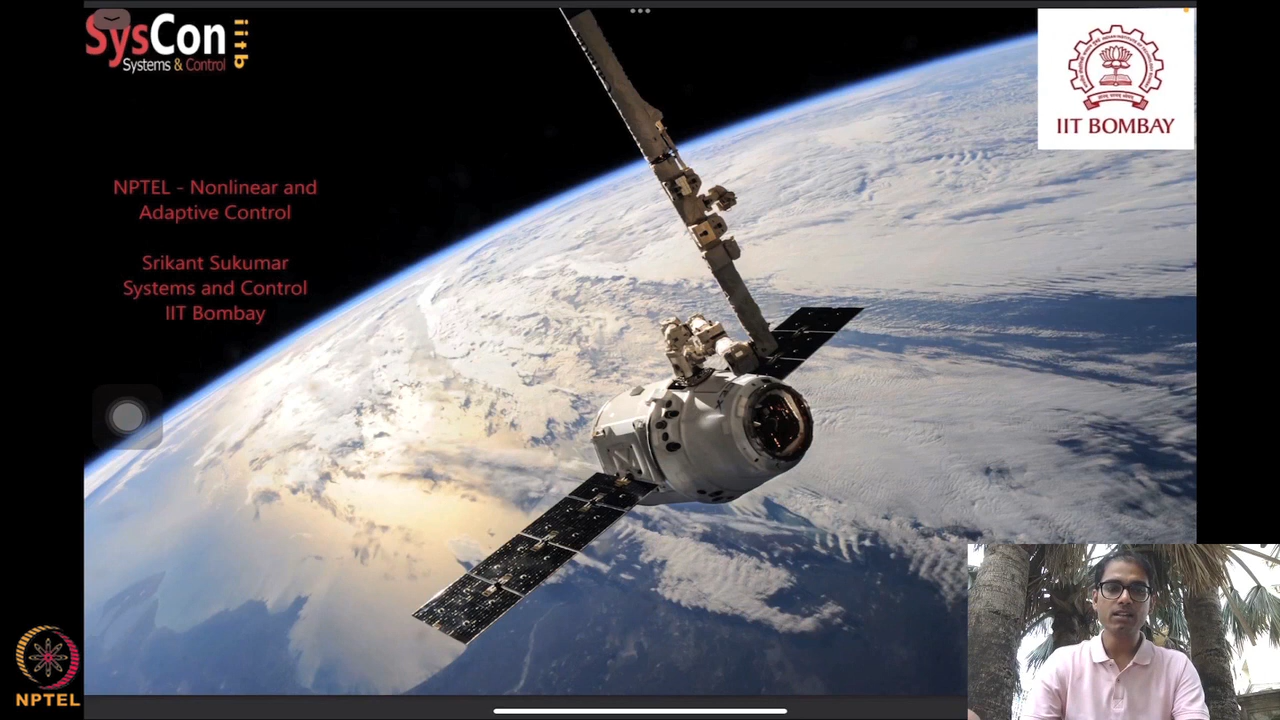 SysCon
iitb
Systems & Control
IIT BOMBAY
NPTEL - Nonlinear and
Adaptive Control
Srikant Sukumar
Systems and Control
IIT Bombay
NPTEL